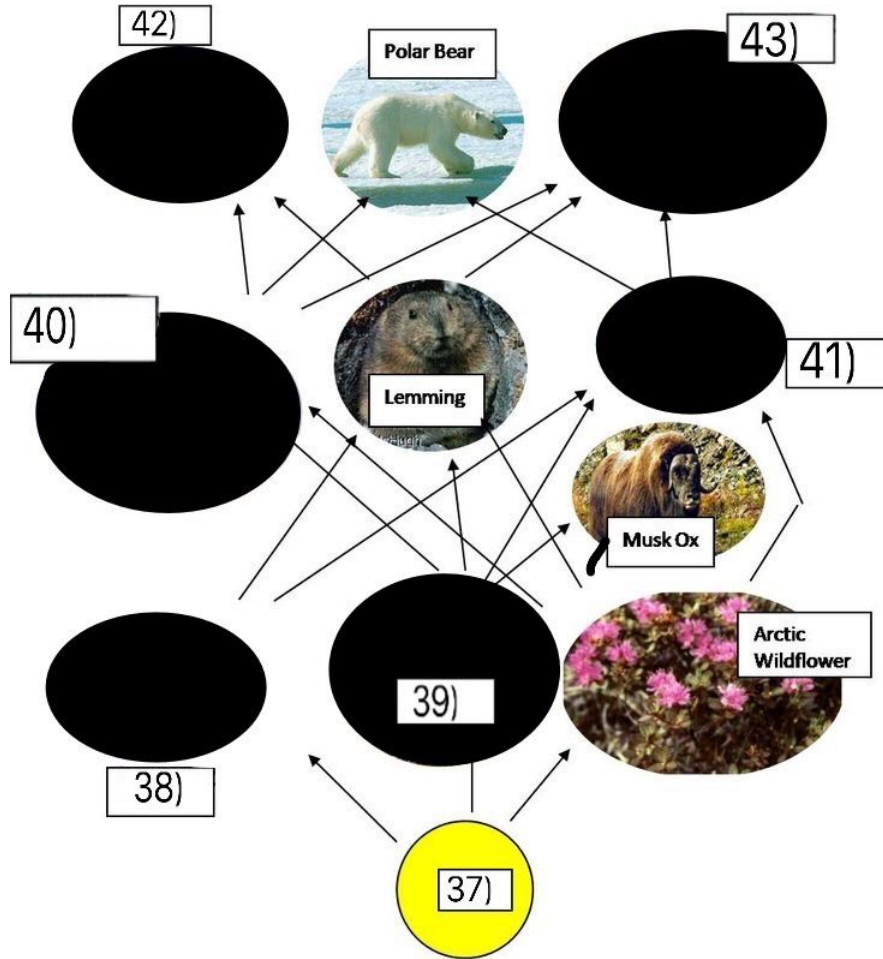 42)
Polar Bear
43)
40)
Lemming
41)
Musk Ox
Arctic
Wildflower
39)
38)
37)